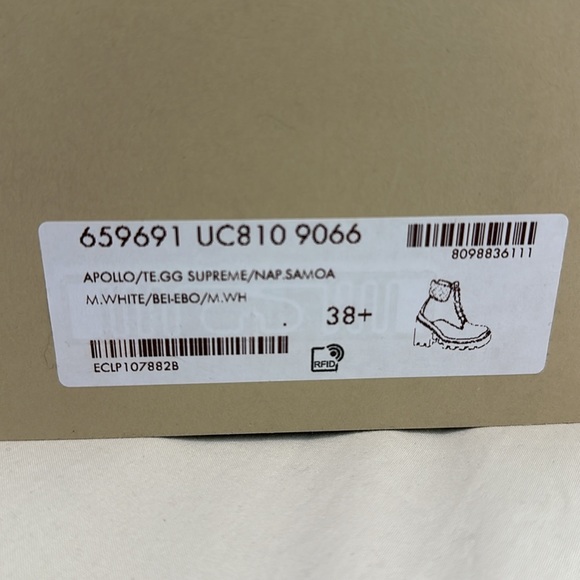 659691 UC810 9066
8098836111
APOLLO/TE.GG SUPREME/NAP.SAMOA
M.WHITE/BEI-EBO/M.WH
. 38+
ECLP107882B
RFID